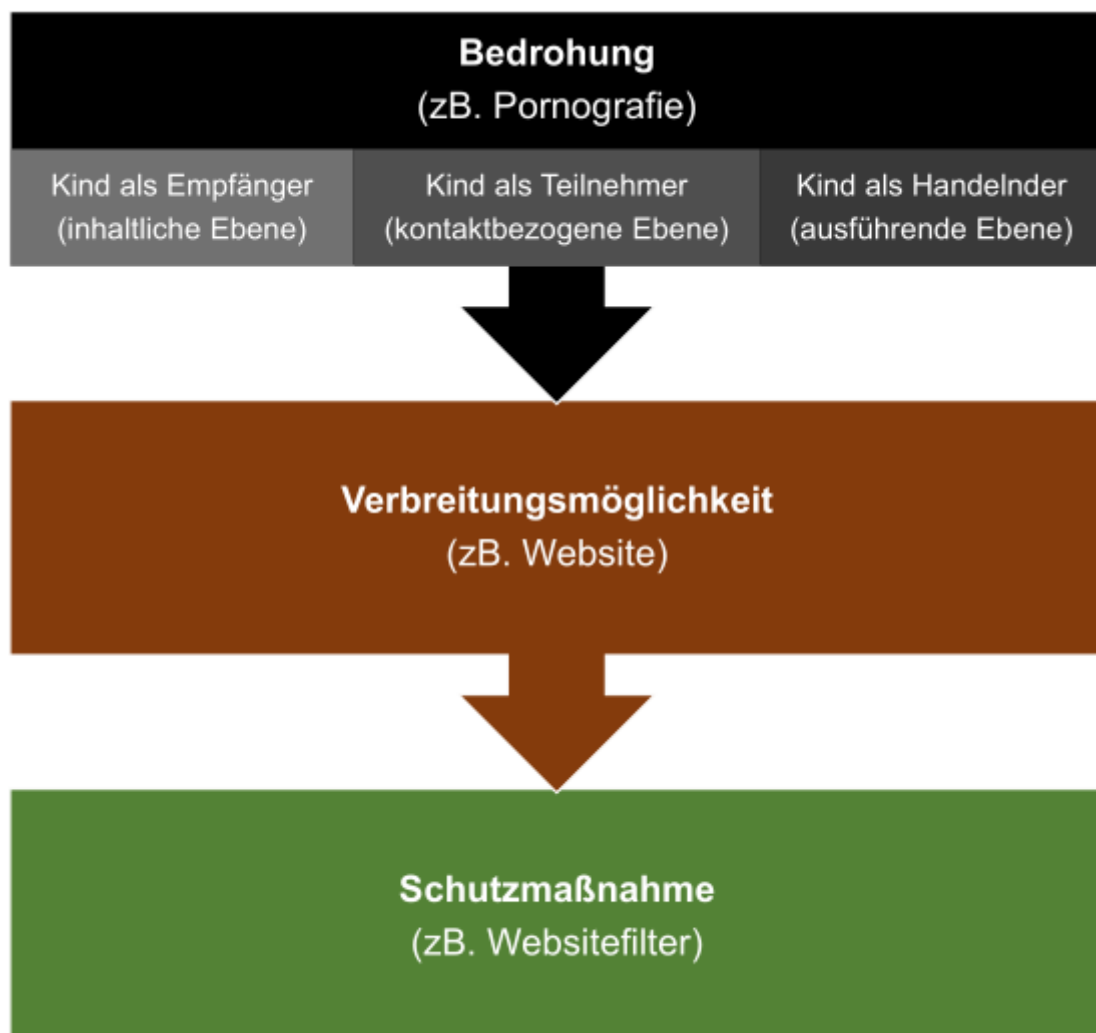 Bedrohung
(zB. Pornografie)
Kind als Empfänger
(inhaltliche Ebene)
Kind als Teilnehmer
(kontaktbezogene Ebene)
Kind als Handelnder
(ausführende Ebene)
Verbreitungsmöglichkeit
(zB. Website)
Schutzmaßnahme
(zB. Websitefilter)